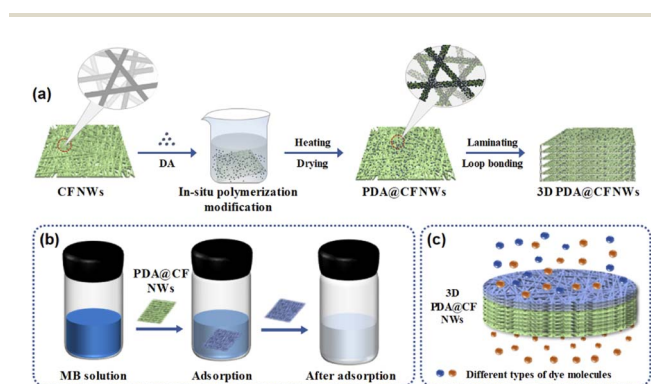 (a)
CF NWs
DA
In-situ polymerization
modification
Heating
Drying
PDA@CF NWs
Laminating
Loop bonding
3D PDA@CF NWs
(b)
PDA@CF
NWs
MB solution
Adsorption
After adsorption
(c)
3D
PDA@CF
NWs
Different types of dye molecules